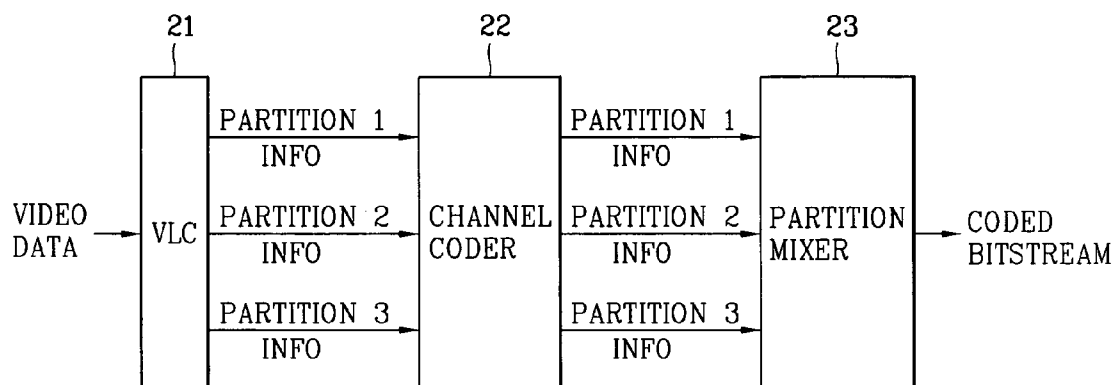 21
22
23
VIDEO
DATA
VLC
PARTITION 1
INFO
PARTITION 2
INFO
PARTITION 3
INFO
CHANNEL
CODER
PARTITION 1
INFO
PARTITION 2
INFO
PARTITION 3
INFO
PARTITION
MIXER
CODED
BITSTREAM